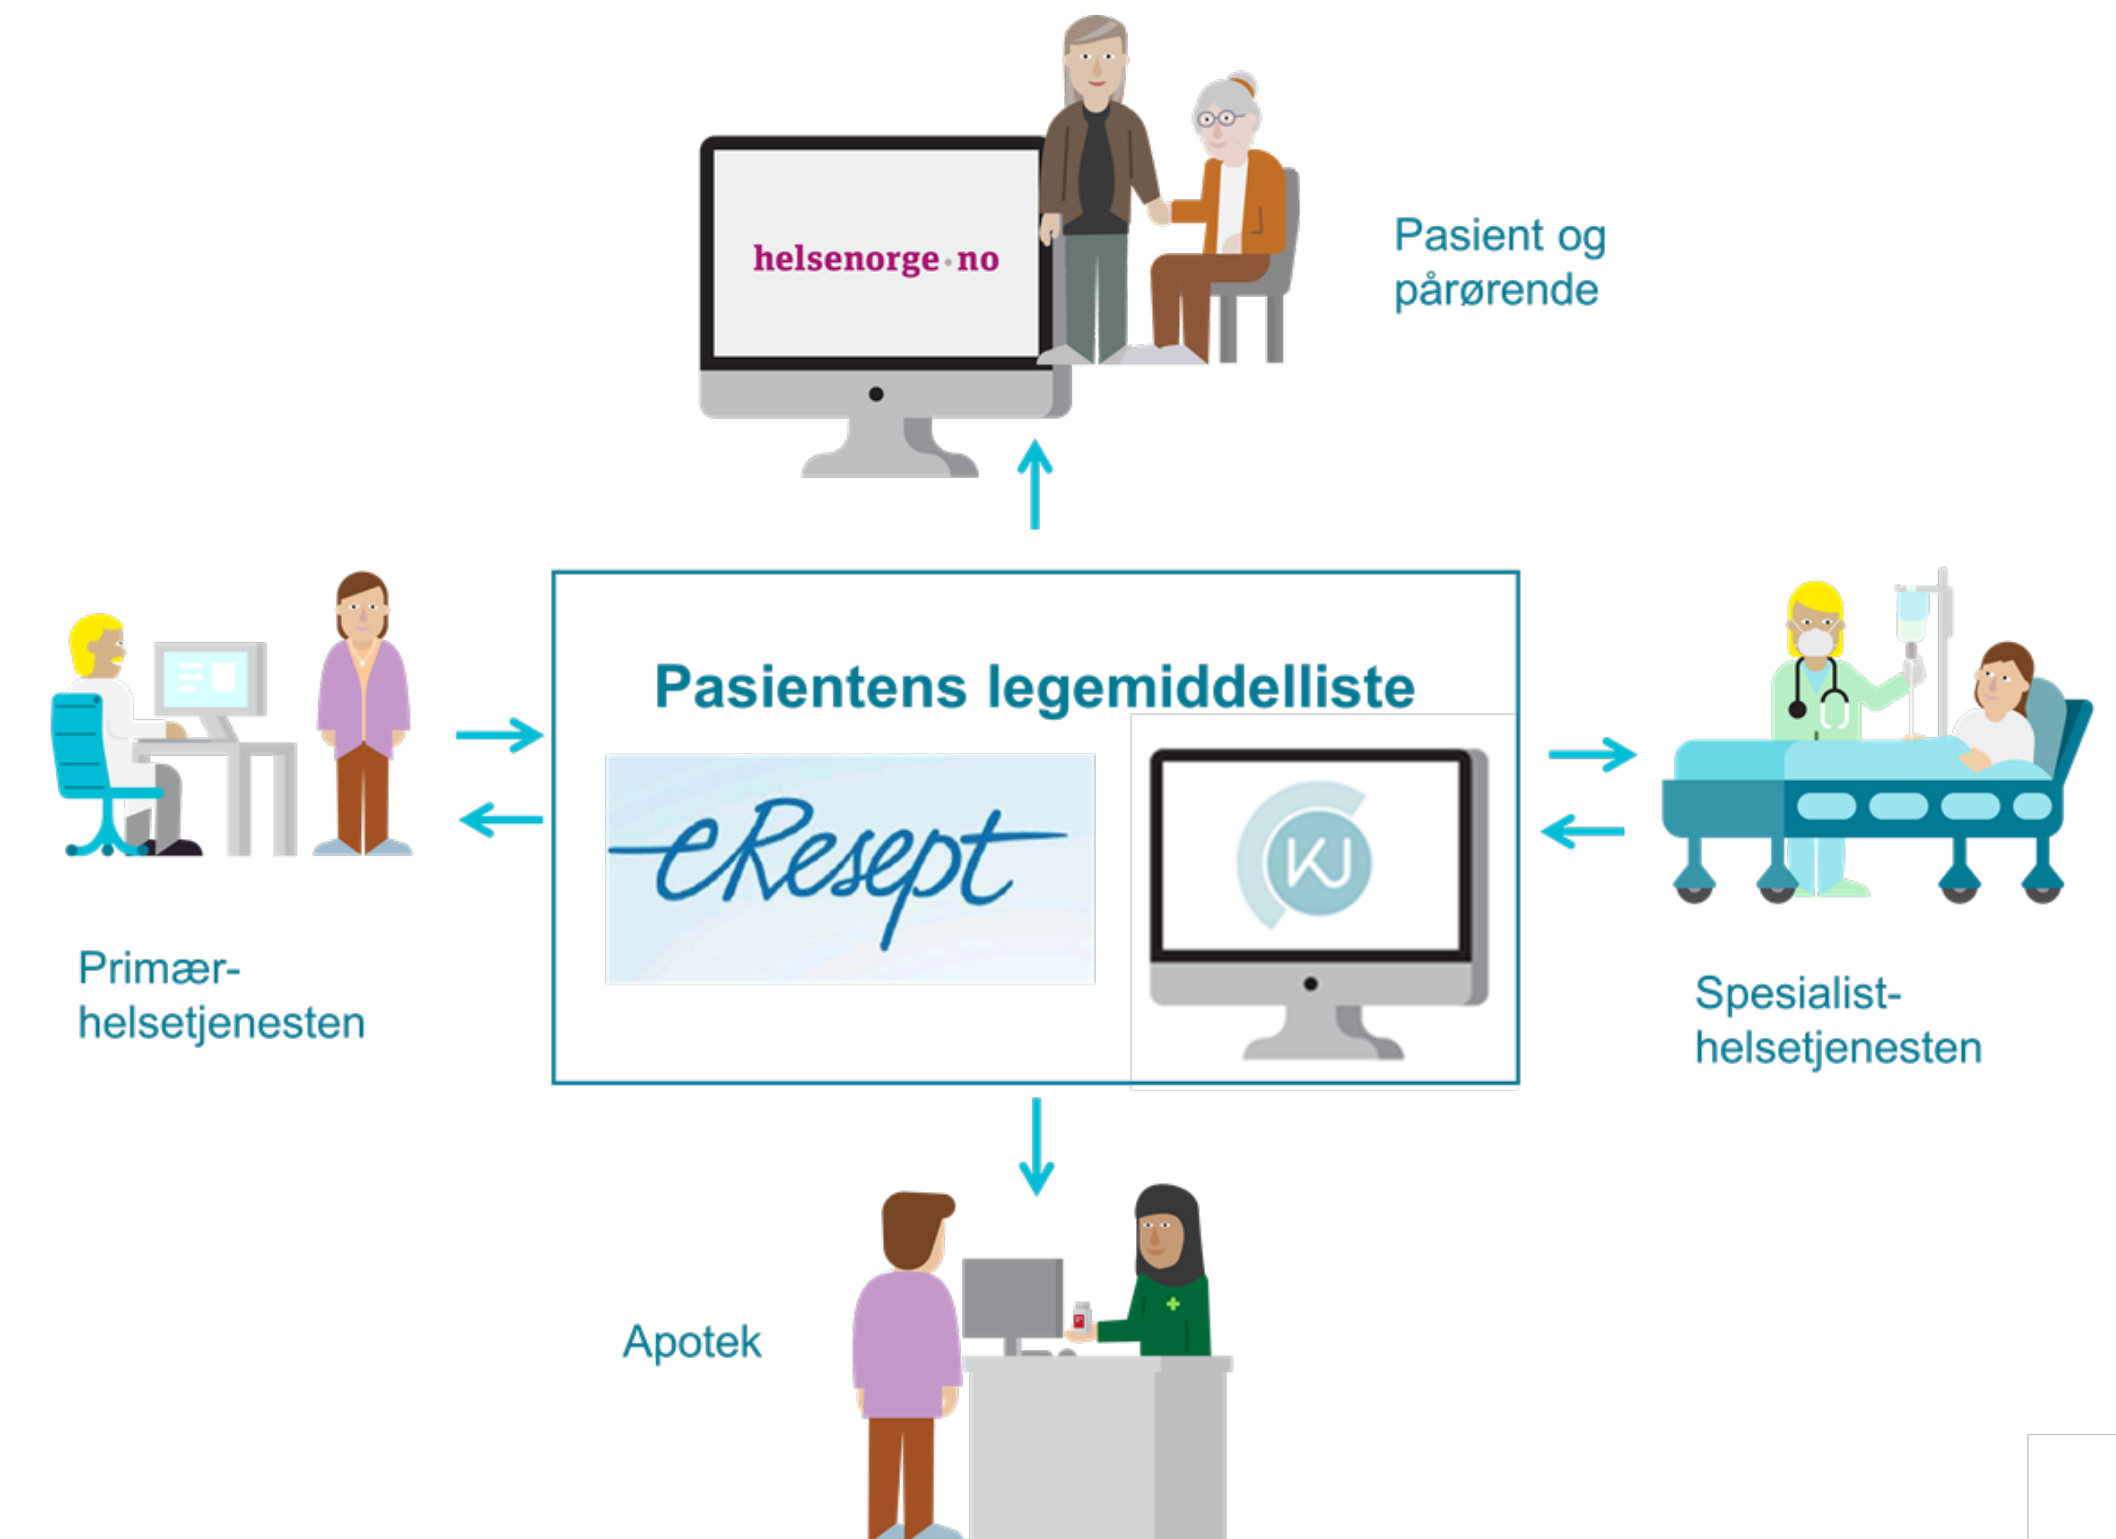 helsenorge.no
Pasient og
pårørende
Pasientens legemiddelliste
eResept
KJ
Primær-
helsetjenesten
Spesialist-
helsetjenesten
Apotek